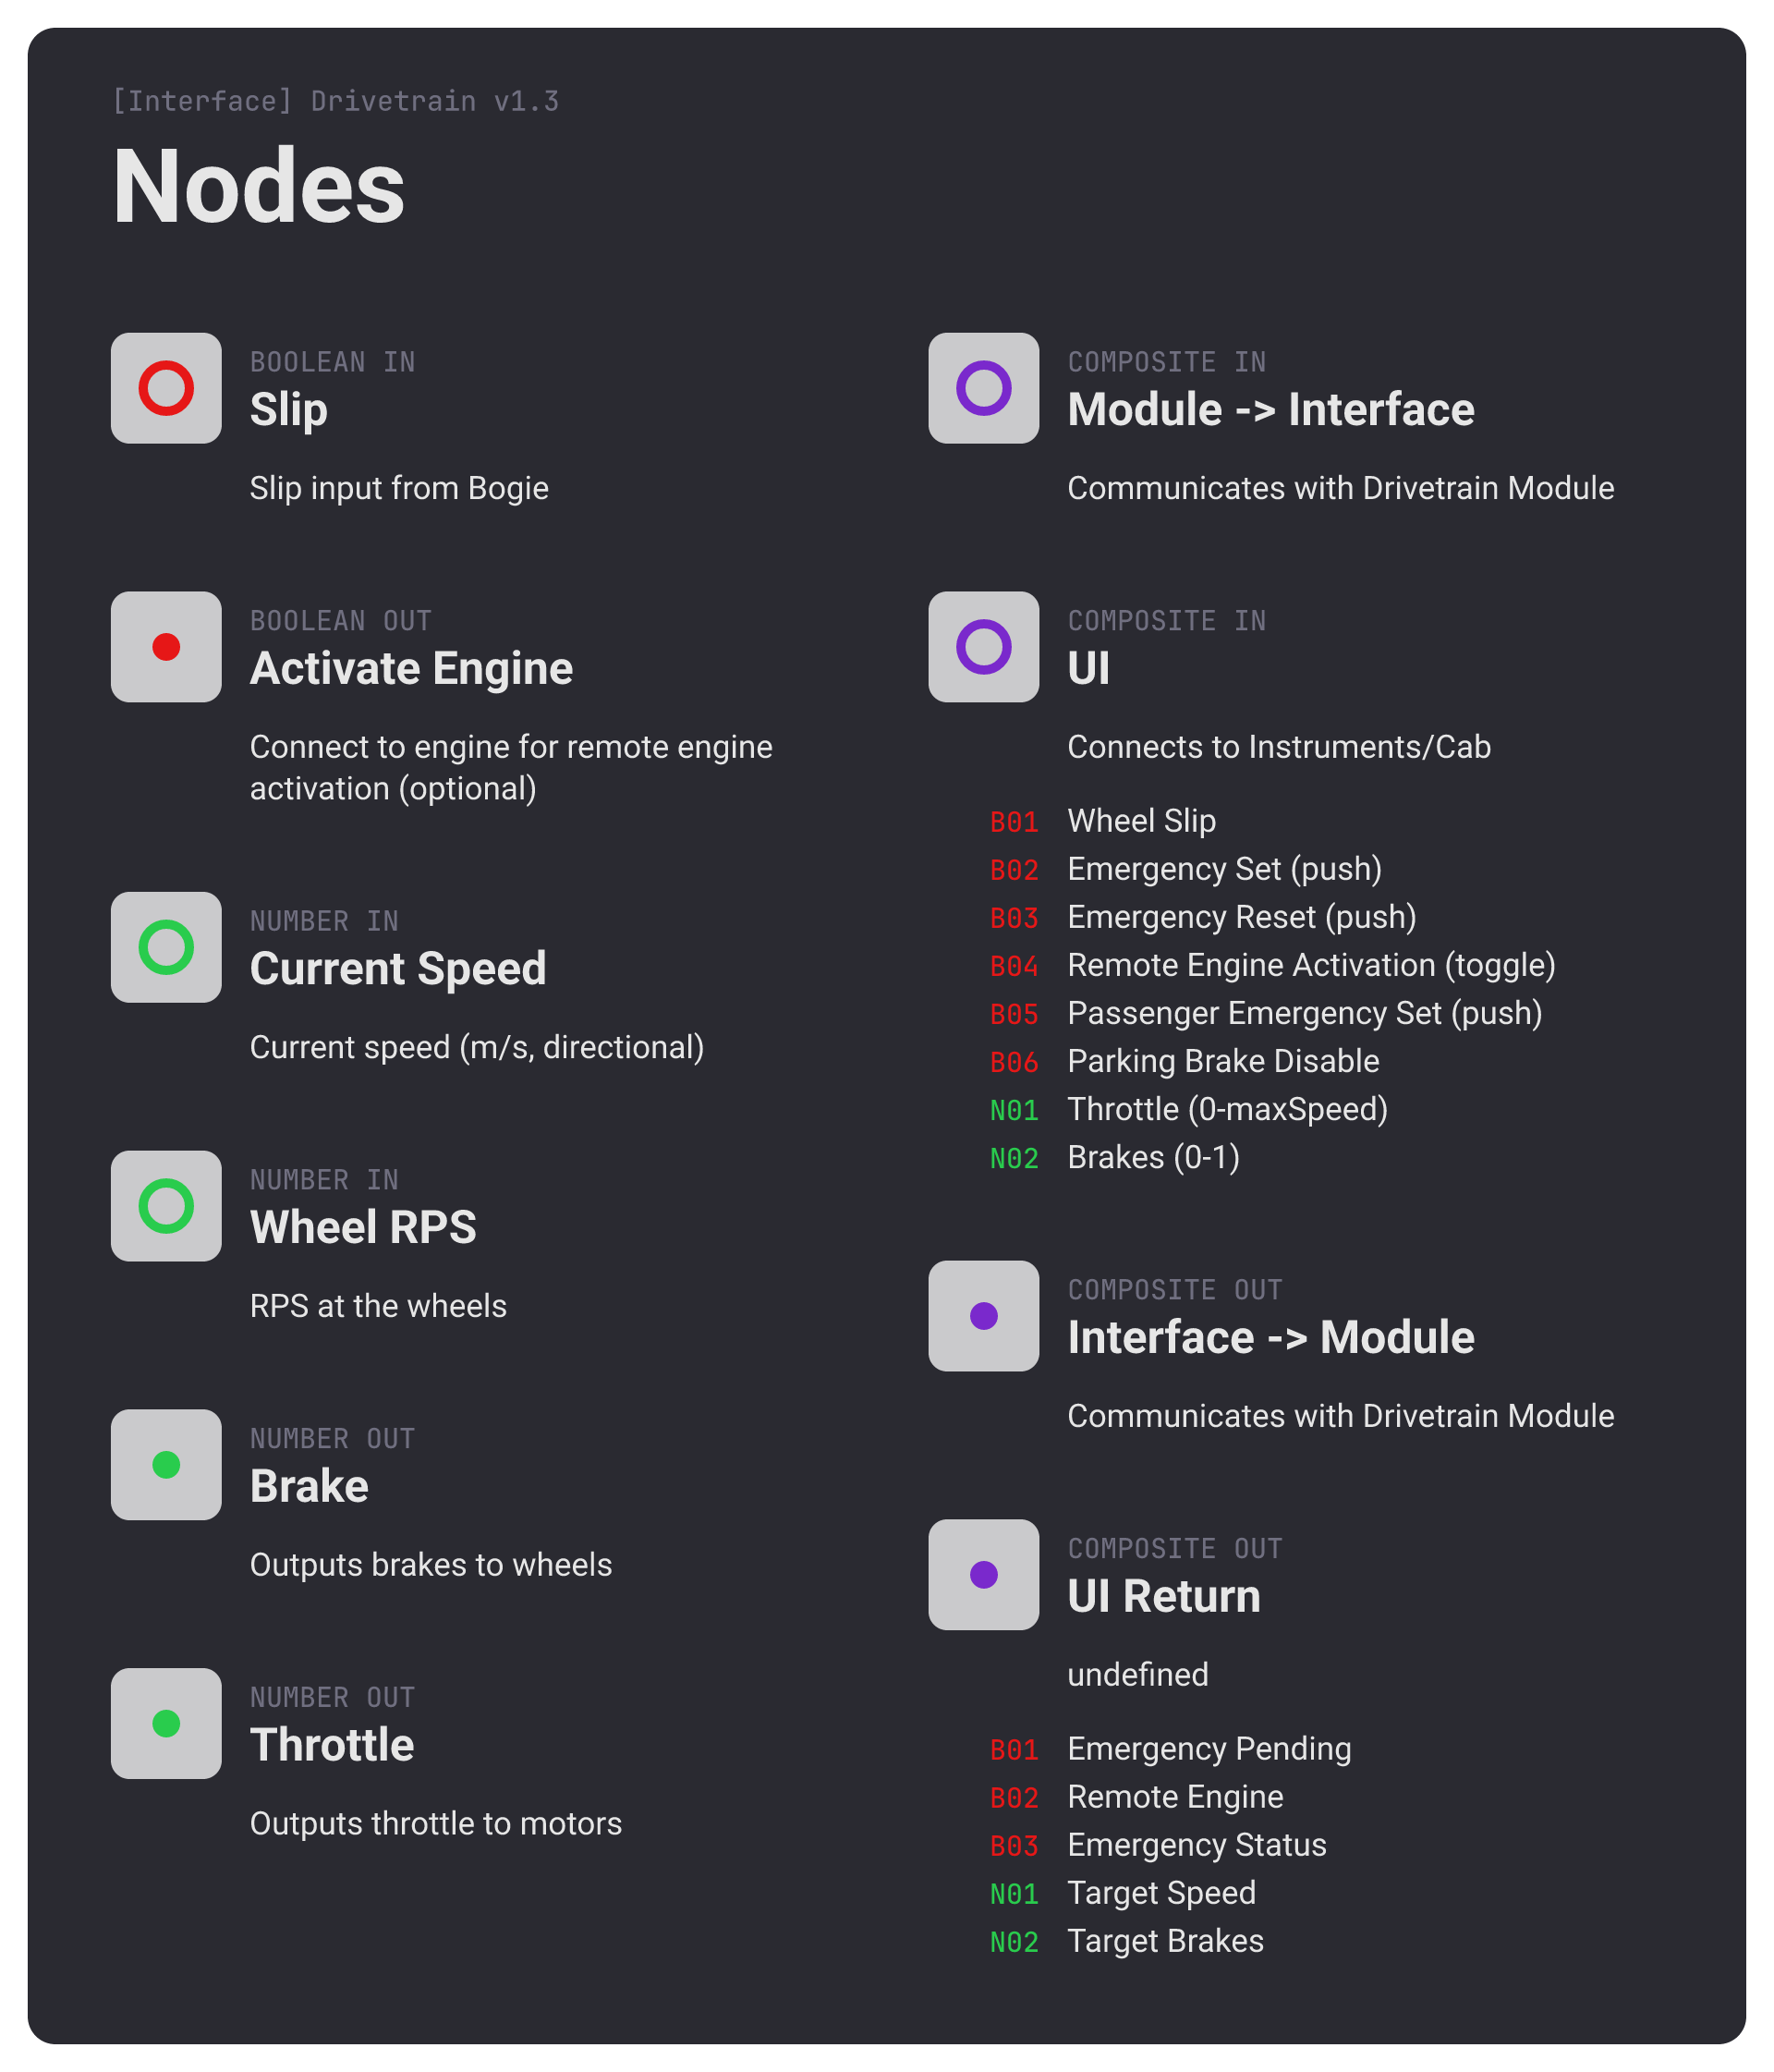 [Interface] Drivetrain v1.3
Nodes
BOOLEAN IN
Slip
Slip input from Bogie
BOOLEAN OUT
Activate Engine
Connect to engine for remote engine
activation (optional)
NUMBER IN
Current Speed
Current speed (m/s, directional)
NUMBER IN
Wheel RPS
RPS at the wheels
NUMBER OUT
Brake
Outputs brakes to wheels
NUMBER OUT
Throttle
Outputs throttle to motors
COMPOSITE IN
Module -> Interface
Communicates with Drivetrain Module
COMPOSITE IN
UI
Connects to Instruments/Cab
B01 Wheel Slip
B02 Emergency Set (push)
B03 Emergency Reset (push)
B04 Remote Engine Activation (toggle)
B05 Passenger Emergency Set (push)
B06 Parking Brake Disable
N01 Throttle (0-maxSpeed)
N02 Brakes (0-1)
COMPOSITE OUT
Interface -> Module
Communicates with Drivetrain Module
COMPOSITE OUT
UI Return
undefined
B01 Emergency Pending
B02 Remote Engine
B03 Emergency Status
N01 Target Speed
N02 Target Brakes